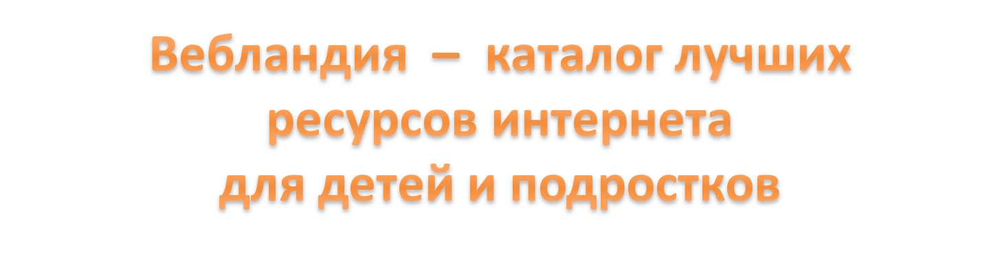 Вебландия – каталог лучших
ресурсов интернета
для детей и подростков